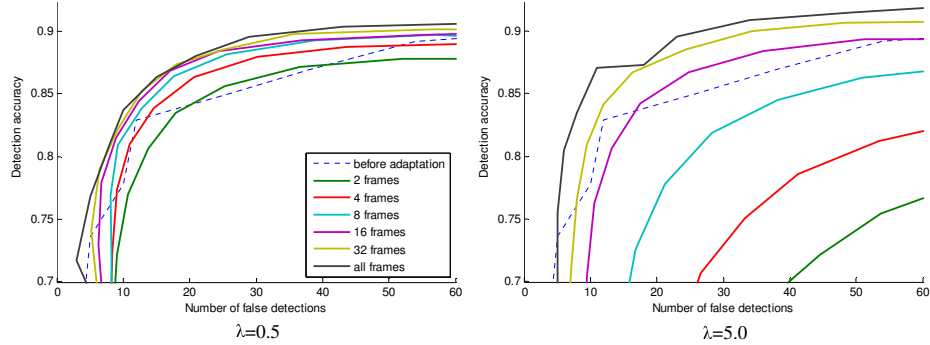 Detection accuracy
0.9
0.85
0.8
0.75
0.7
0 10 20 30 40 50 60
Number of false detections
before adaptation
2 frames
4 frames
8 frames
16 frames
32 frames
all frames
λ=0.5
Detection accuracy
0.9
0.85
0.8
0.75
0.7
0 10 20 30 40 50 60
Number of false detections
λ=5.0